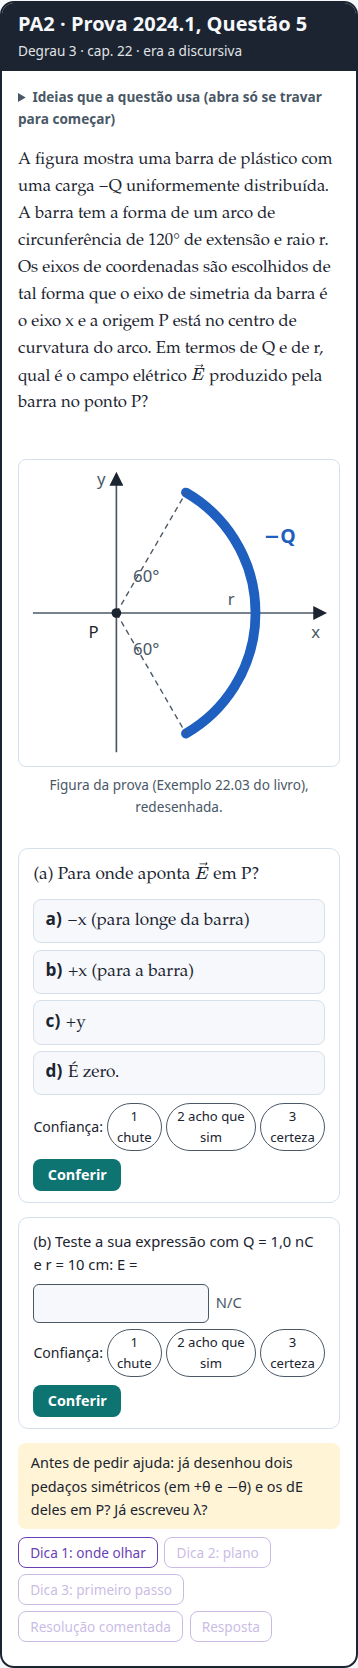 PA2 · Prova 2024.1, Questão 5
Degrau 3 · cap. 22 · era a discursiva
▶ Ideias que a questão usa (abra só se travar
para começar)
A figura mostra uma barra de plástico com
uma carga −Q uniformemente distribuída.
A barra tem a forma de um arco de
circunferência de 120° de extensão e raio r.
Os eixos de coordenadas são escolhidos de
tal forma que o eixo de simetria da barra é
o eixo x e a origem P está no centro de
curvatura do arco. Em termos de Q e de r,
qual é o campo elétrico E⃗ produzido pela
barra no ponto P?
y
−Q
60°
r
P
x
60°
Figura da prova (Exemplo 22.03 do livro),
redesenhada.
(a) Para onde aponta E⃗ em P?
a) −x (para longe da barra)
b) +x (para a barra)
c) +y
d) É zero.
Confiança: 1 chute 2 acho que sim 3 certeza
Conferir
(b) Teste a sua expressão com Q = 1,0 nC
e r = 10 cm: E =
N/C
Confiança: 1 chute 2 acho que sim 3 certeza
Conferir
Antes de pedir ajuda: já desenhou dois
pedaços simétricos (em +θ e −θ) e os dE
deles em P? Já escreveu λ?
Dica 1: onde olhar Dica 2: plano
Dica 3: primeiro passo
Resolução comentada Resposta